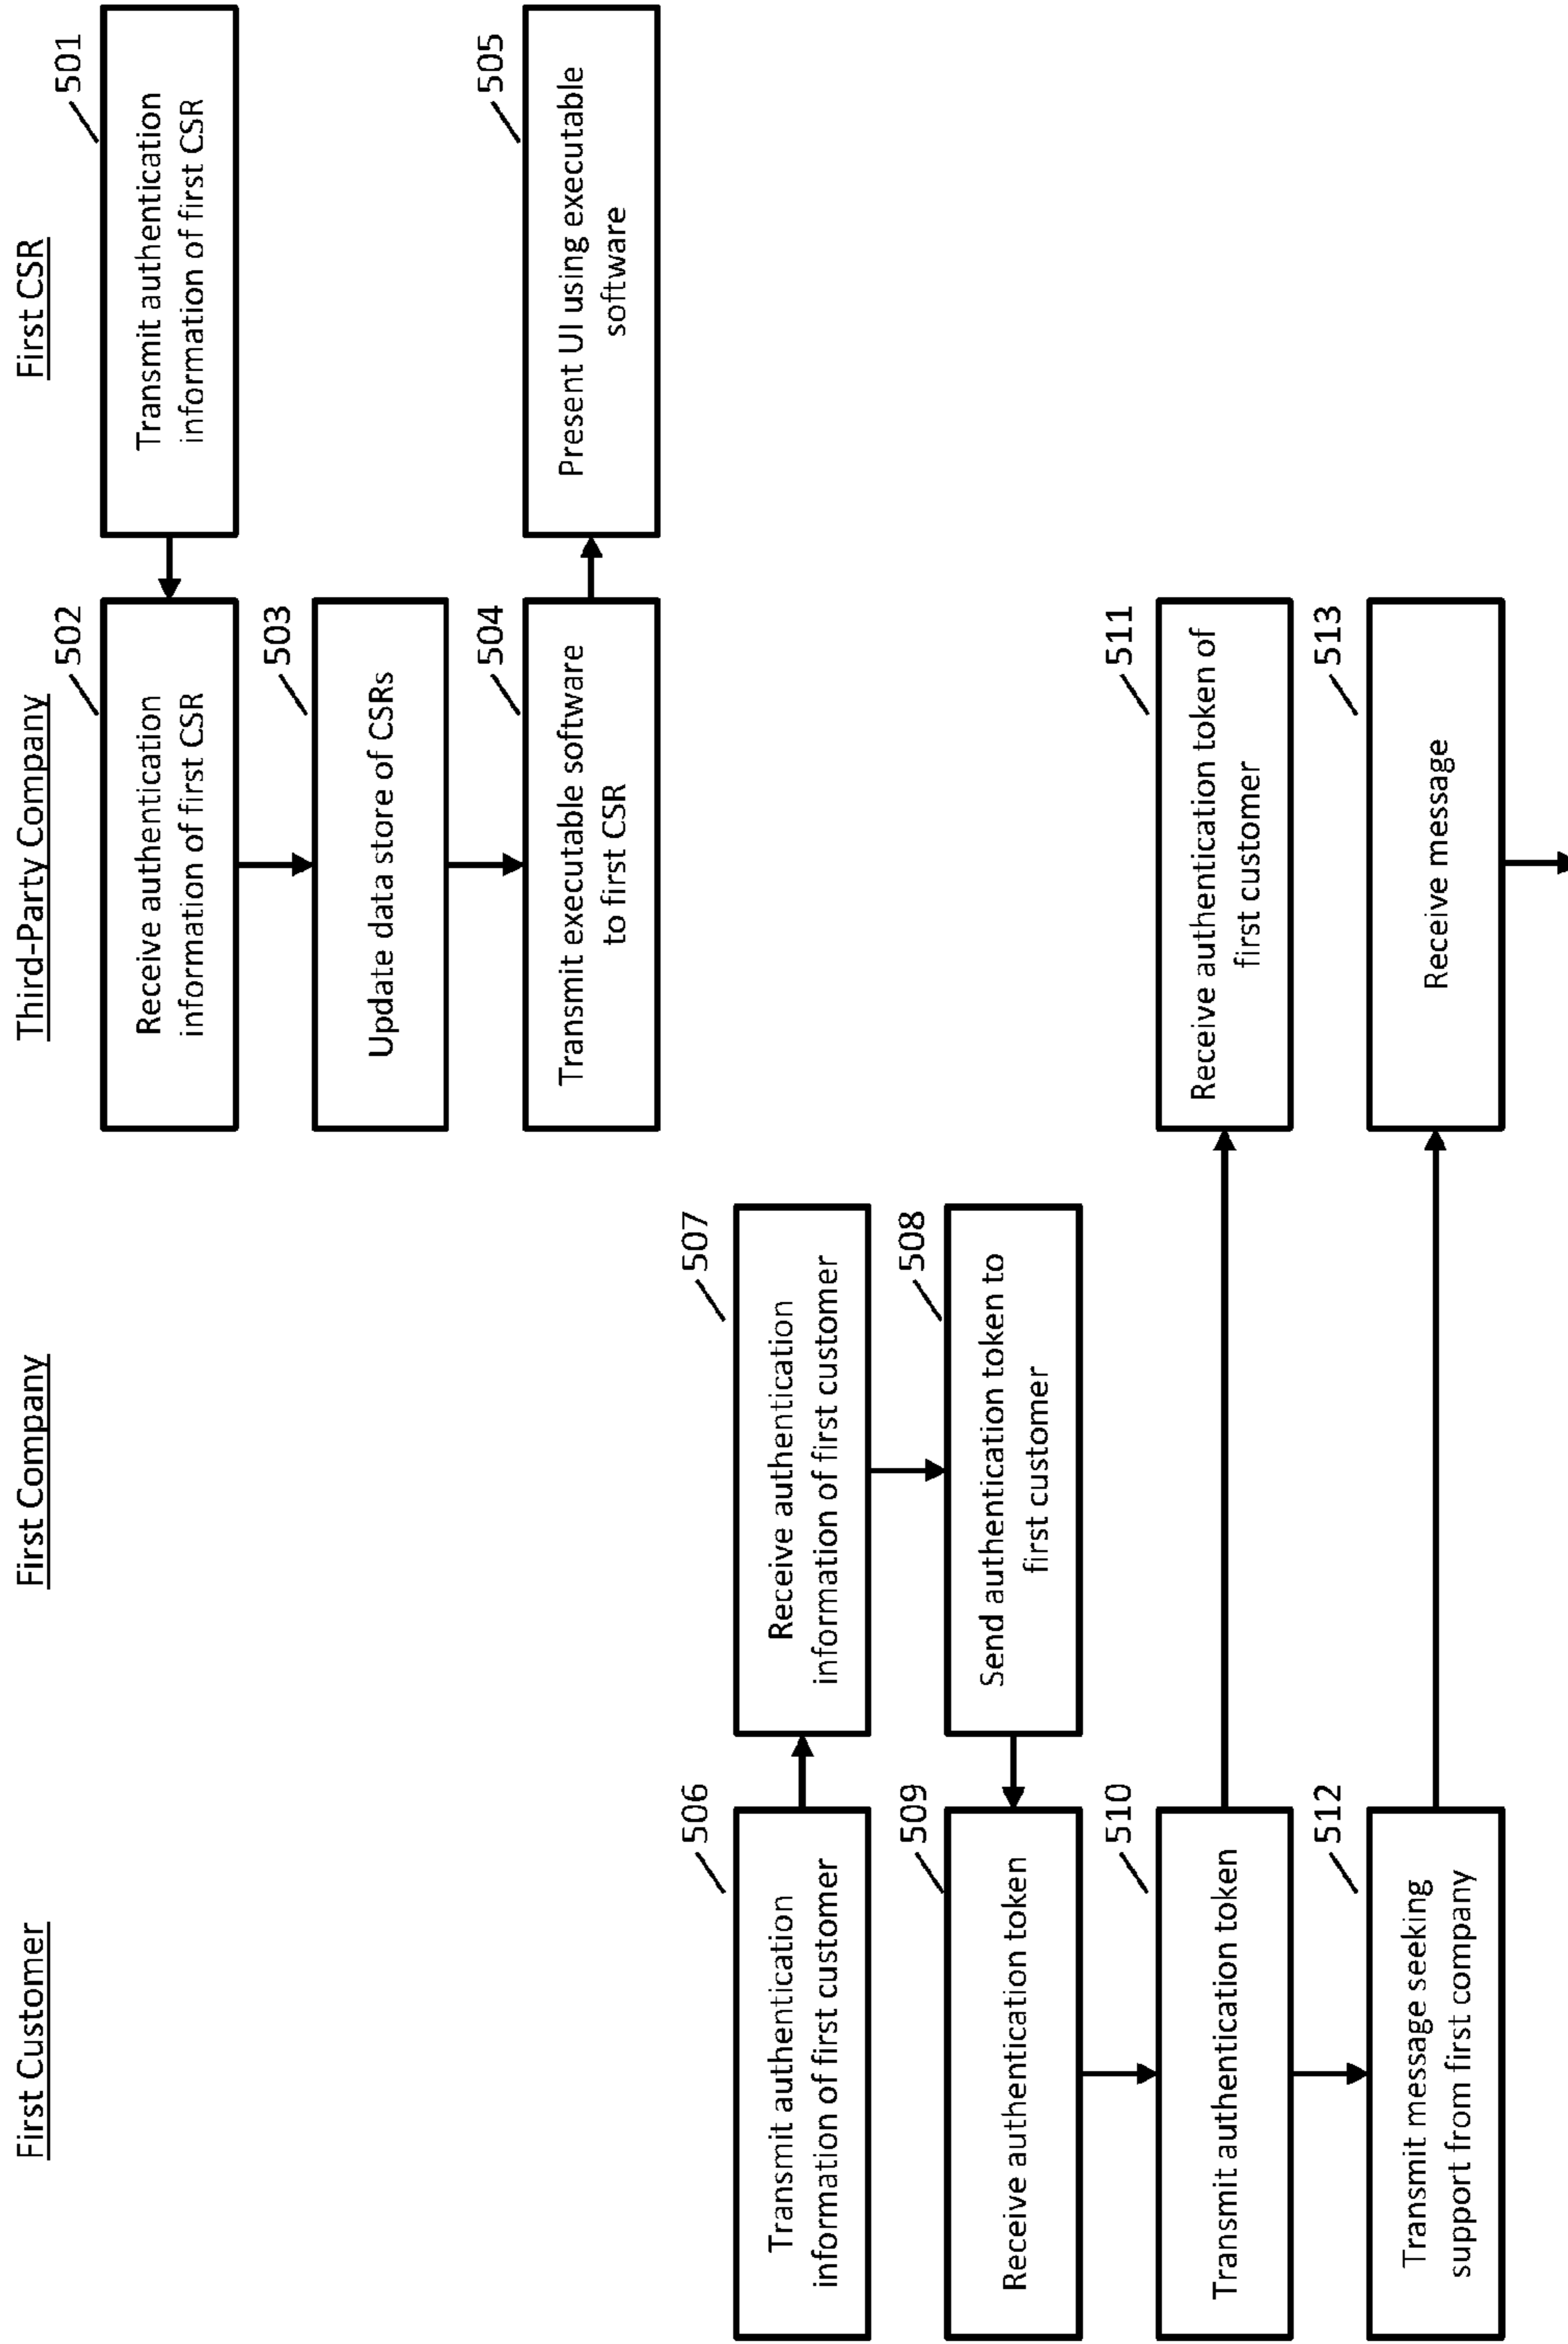 First Customer
First Company
Third-Party Company
First CSR
501
Transmit authentication
information of first CSR
502
Receive authentication
information of first CSR
503
Update data store of CSRs
504
Transmit executable software
to first CSR
505
Present UI using executable
software
506
Transmit authentication
information of first customer
507
Receive authentication
information of first customer
508
Send authentication token to
first customer
509
Receive authentication token
510
Transmit authentication token
511
Receive authentication token of
first customer
512
Transmit message seeking
support from first company
513
Receive message